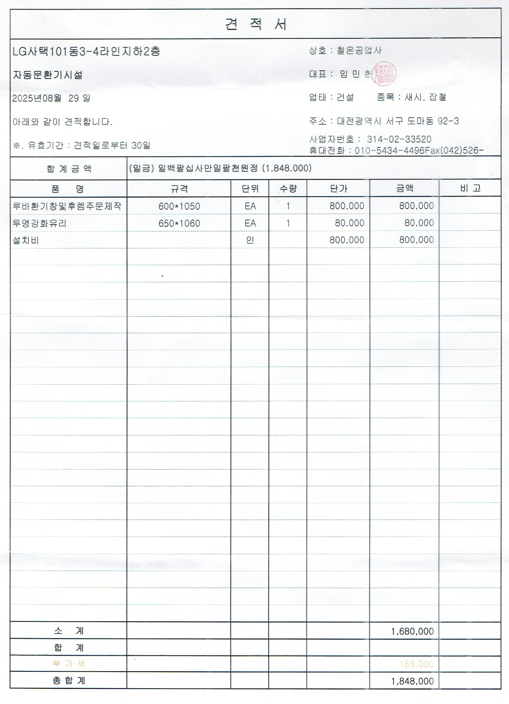 견 적 서
LG사택101동3-4라인지하2층
상호 : 철은공업사
자동문환기시설
대표 : 임 민 현
2025년08월 29 일
업태 : 건설 종목 : 새시, 잡철
아래와 같이 견적합니다.
주소 : 대전광역시 서구 도마동 92-3
사업자번호 : 314-02-33520
※. 유효기간 : 견적일로부터 30일
휴대전화 : 010-5434-4496Fax(042)526-
합 계 금 액 (일금) 일백팔십사만일팔천원정 (1.848.000)
품 명 규격 단위 수량 단가 금액 비 고
루바환기창및후렘주문제작 600*1050 EA 1 800,000 800,000
투명강화유리 650*1060 EA 1 80,000 80,000
설치비 인 800,000 800,000
소 계 1,680,000
합 계
부 가 세 168,000
총 합 계 1,848,000